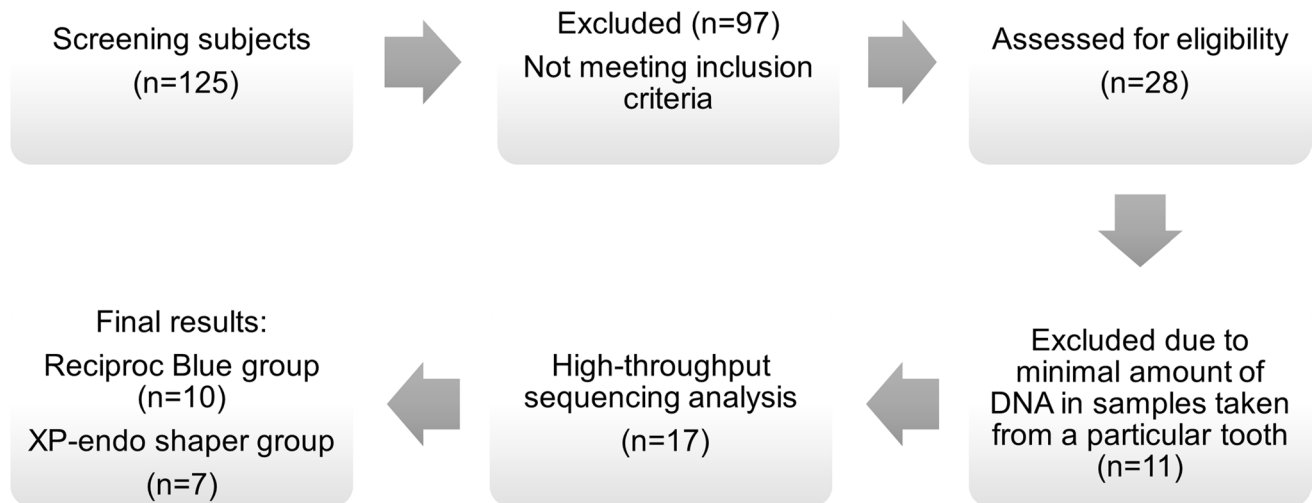 Screening subjects
(n=125)
Excluded (n=97)
Not meeting inclusion
criteria
Assessed for eligibility
(n=28)
Excluded due to
minimal amount of
DNA in samples taken
from a particular tooth
(n=11)
High-throughput
sequencing analysis
(n=17)
Final results:
Reciproc Blue group
(n=10)
XP-endo shaper group
(n=7)